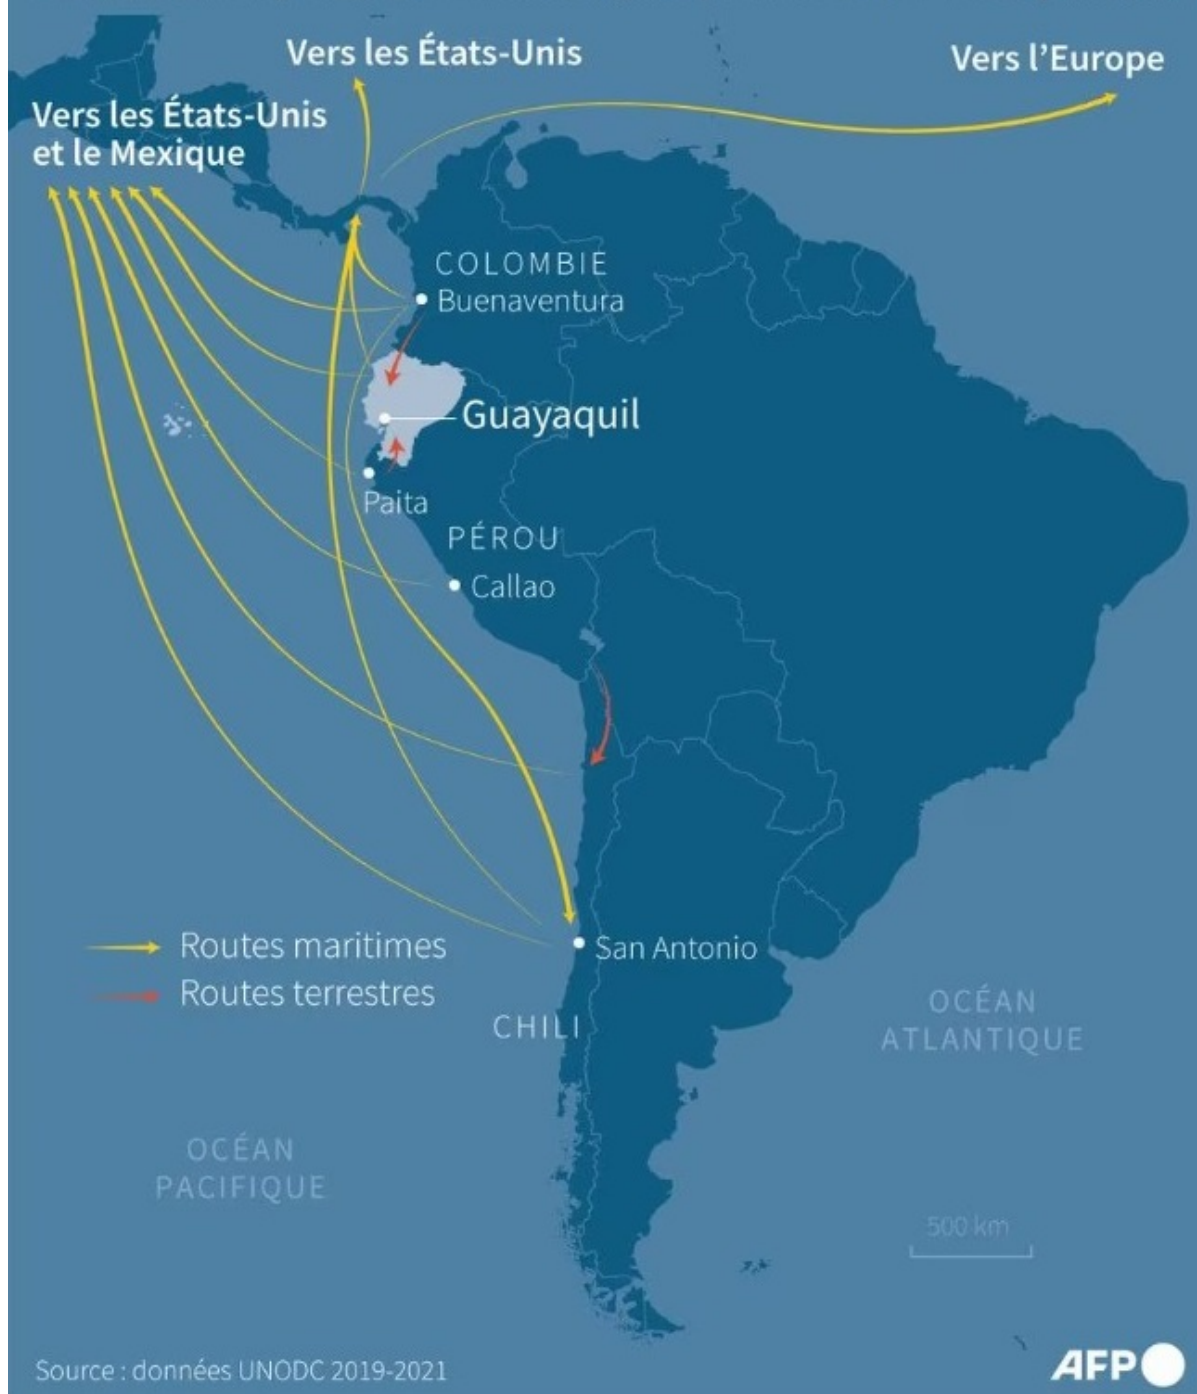 Vers les États-Unis
Vers l’Europe
Vers les États-Unis
et le Mexique
COLOMBIE
Buenaventura
Guayaquil
Paita
PÉROU
Callao
San Antonio
Routes maritimes
Routes terrestres
CHILI
OCÉAN
ATLANTIQUE
OCÉAN
PACIFIQUE
500 km
Source : données UNODC 2019-2021
AFP